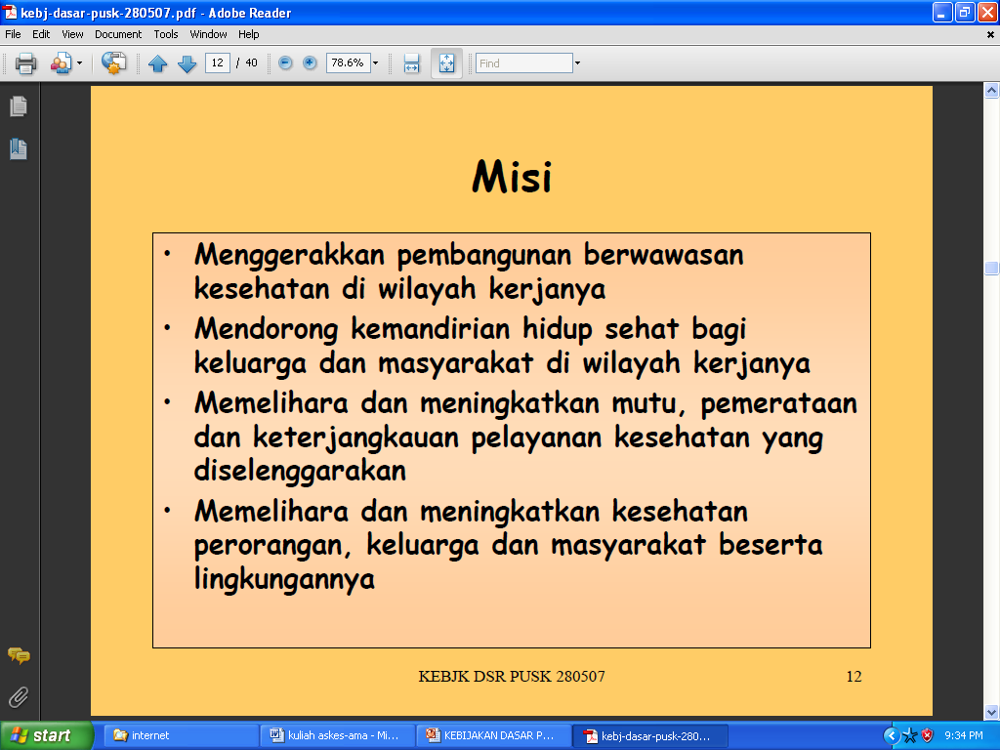 kebj-dasar-pusk-280507.pdf - Adobe Reader
File Edit View Document Tools Window Help
12 / 40 78.6% Find
Misi
• Menggerakkan pembangunan berwawasan
kesehatan di wilayah kerjanya
• Mendorong kemandirian hidup sehat bagi
keluarga dan masyarakat di wilayah kerjanya
• Memelihara dan meningkatkan mutu, pemerataan
dan keterjangkauan pelayanan kesehatan yang
diselenggarakan
• Memelihara dan meningkatkan kesehatan
perorangan, keluarga dan masyarakat beserta
lingkungannya
KEBJK DSR PUSK 280507 12
start internet kuliah askes-ama - Mi... KEBIJAKAN DASAR P... kebj-dasar-pusk-280... 9:34 PM